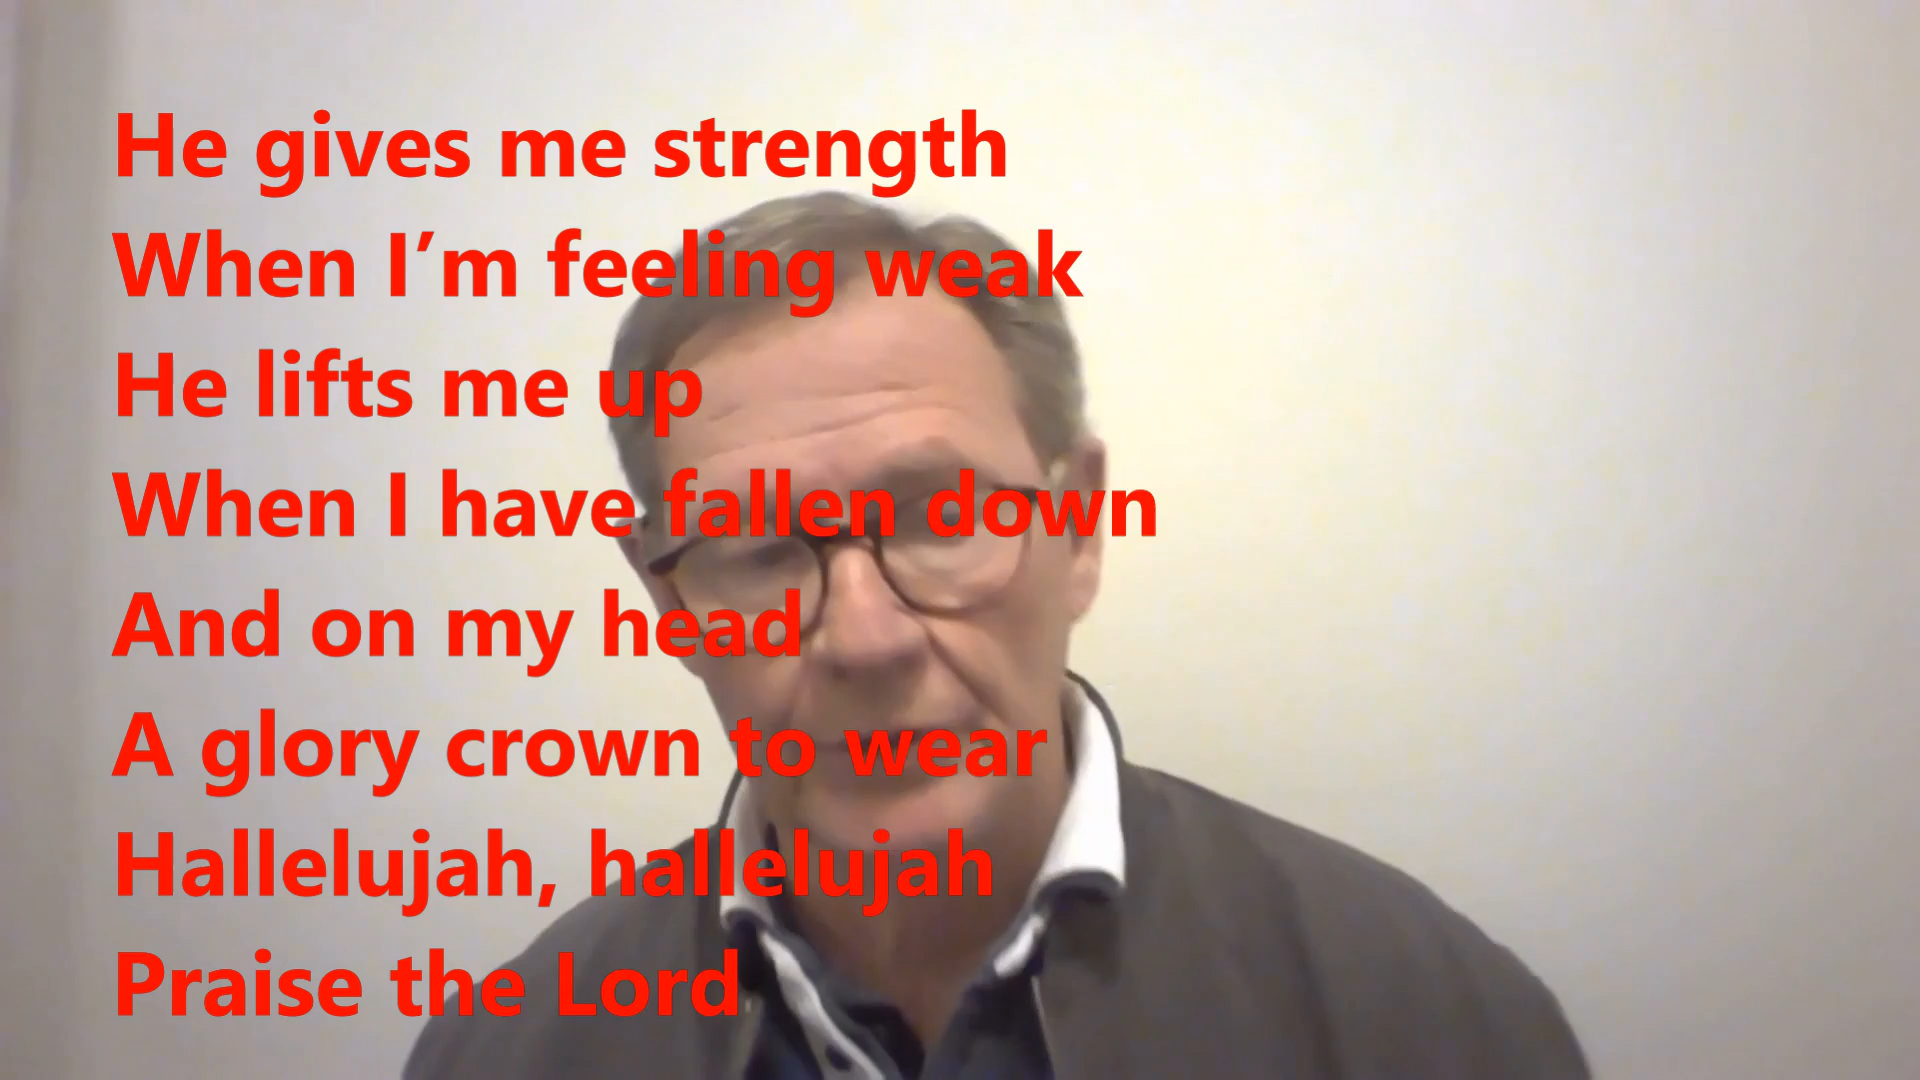 He gives me strength
When I’m feeling weak
He lifts me up
When I have fallen down
And on my head
A glory crown to wear
Hallelujah, hallelujah
Praise the Lord